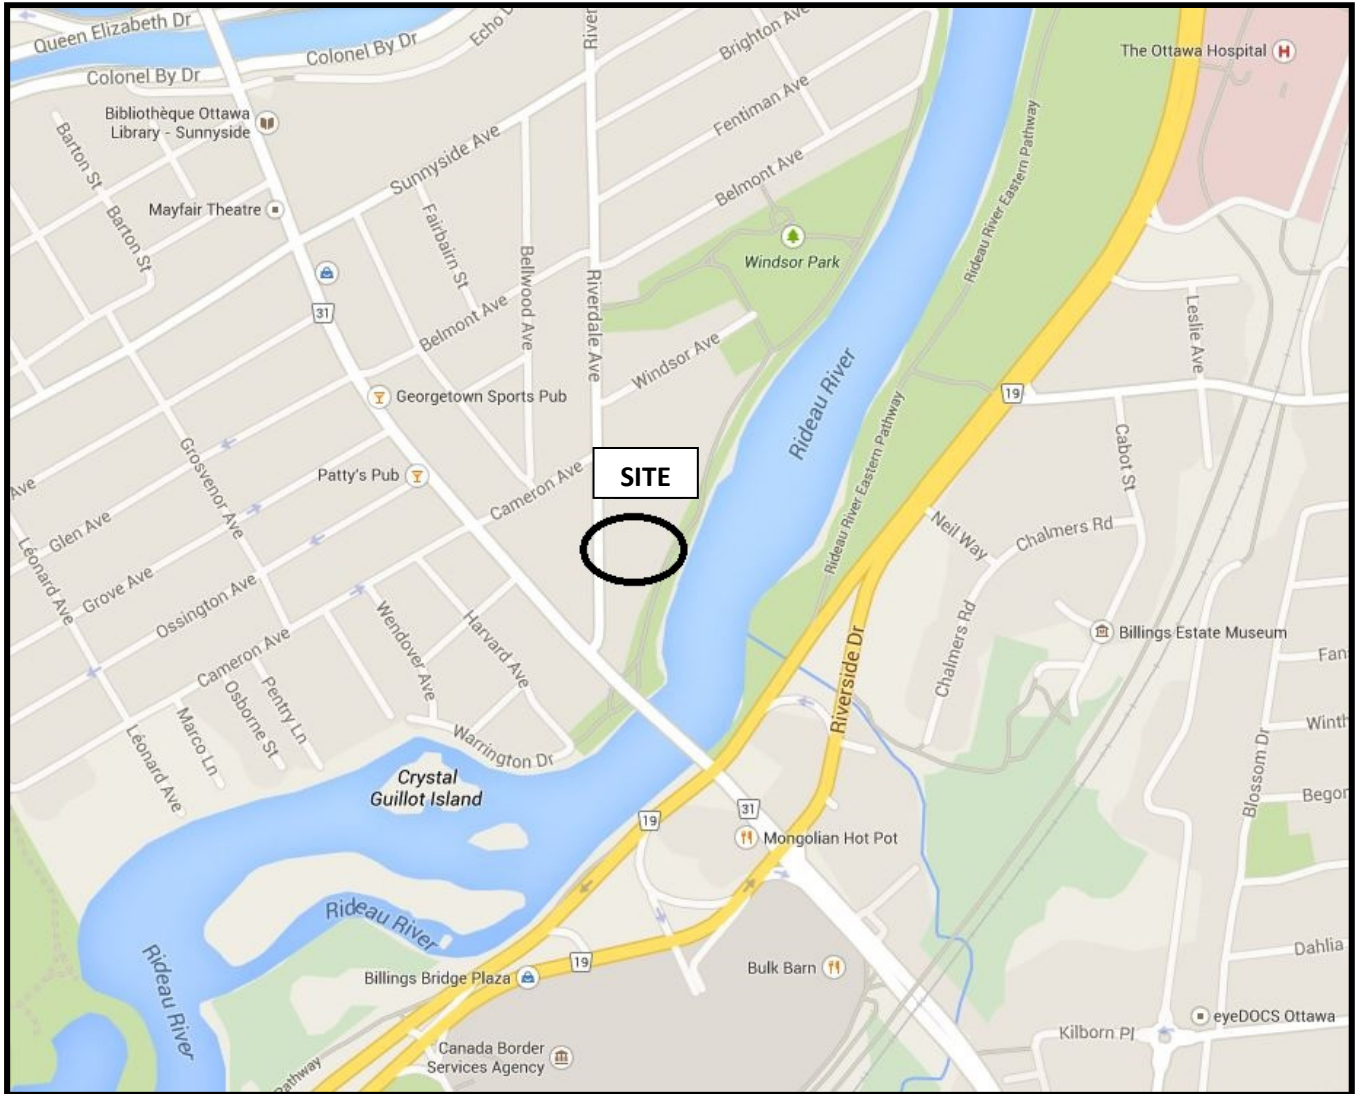 Queen Elizabeth Dr
Colonel By Dr
Echo D
River
Brighton Ave
The Ottawa Hospital
H
Colonel By Dr
Fentiman Ave
Bibliothèque Ottawa
Library - Sunnyside
Barton St
Sunnyside Ave
Belmont Ave
Rideau River Eastern Pathway
Mayfair Theatre
Barton St
Fairbairn St
Bellwood Ave
Riverdale Ave
Windsor Park
31
Belmont Ave
Windsor Ave
Leslie Ave
Rideau River
Georgetown Sports Pub
19
Rideau River Eastern Pathway
Cabot St
Grosvenor Ave
Patty's Pub
Cameron Ave
SITE
Ave
Glen Ave
Léonard Ave
Grove Ave
Ossington Ave
Neil Way
Chalmers Rd
Wendover Ave
Harvard Ave
Cameron Ave
Billings Estate Museum
Riverside Dr
Chalmers Rd
Fan
Pentry Ln
Osborne St
Marco Ln
Léonard Ave
Warrington Dr
Winth
Blossom Dr
Crystal
Guillot Island
19
31
Begon
Mongolian Hot Pot
Rideau River
Rideau River
19
Dahlia
Billings Bridge Plaza
Bulk Barn
eyeDOCS Ottawa
Kilborn Pl
Canada Border
Services Agency
Pathway